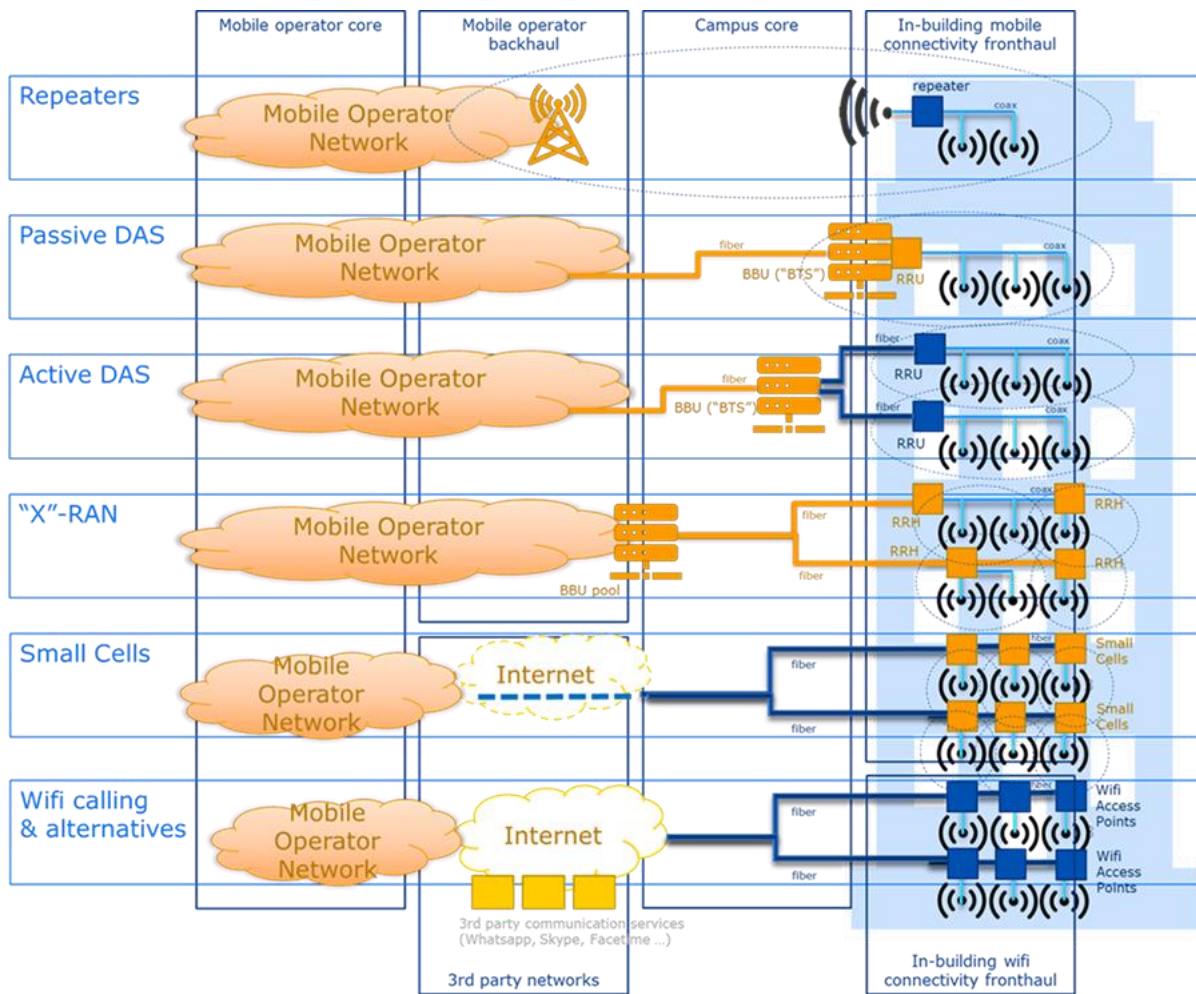 Mobile operator core
Mobile operator
backhaul
Campus core
In-building mobile
connectivity fronthaul
Repeaters
Mobile Operator
Network
repeater
coax
Passive DAS
Mobile Operator
Network
fiber
BBU (“BTS”)
RRU
coax
Active DAS
Mobile Operator
Network
fiber
BBU (“BTS”)
fiber
RRU
coax
fiber
RRU
coax
“X”-RAN
Mobile Operator
Network
BBU pool
fiber
fiber
RRH
coax
RRH
RRH
RRH
Small Cells
Mobile
Operator
Network
Internet
fiber
fiber
fiber
Small
Cells
Small
Cells
Wifi calling
& alternatives
Mobile
Operator
Network
Internet
fiber
fiber
fiber
Wifi
Access
Points
Wifi
Access
Points
3rd party communication services
(Whatsapp, Skype, Facetime ...)
3rd party networks
In-building wifi
connectivity fronthaul